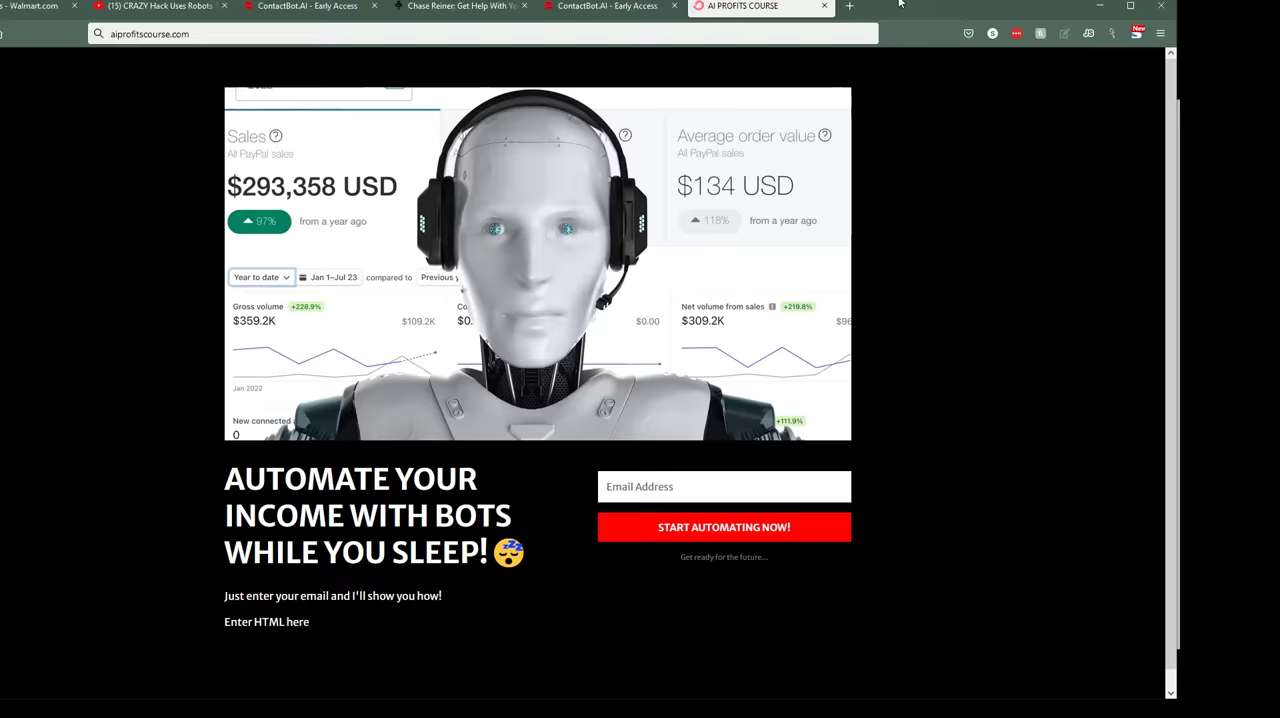 s - Walmart.com
(15) CRAZY Hack Uses Robots
ContactBot.AI - Early Access
Chase Reiner: Get Help With Yo
ContactBot.AI - Early Access
AI PROFITS COURSE
aiprofitscourse.com
New
Sales
All PayPal sales
$293,358 USD
97% from a year ago
Average order value
All PayPal sales
$134 USD
118% from a year ago
Year to date
Jan 1–Jul 23
compared to
Previous y
Gross volume +228.9%
$359.2K
$109.2K
Jan 2022
Co
$0.
$0.00
Net volume from sales +219.8%
$309.2K
$96
New connected a
0
+111.9%
AUTOMATE YOUR
INCOME WITH BOTS
WHILE YOU SLEEP! 😴
Just enter your email and I'll show you how!
Enter HTML here
Email Address
START AUTOMATING NOW!
Get ready for the future...